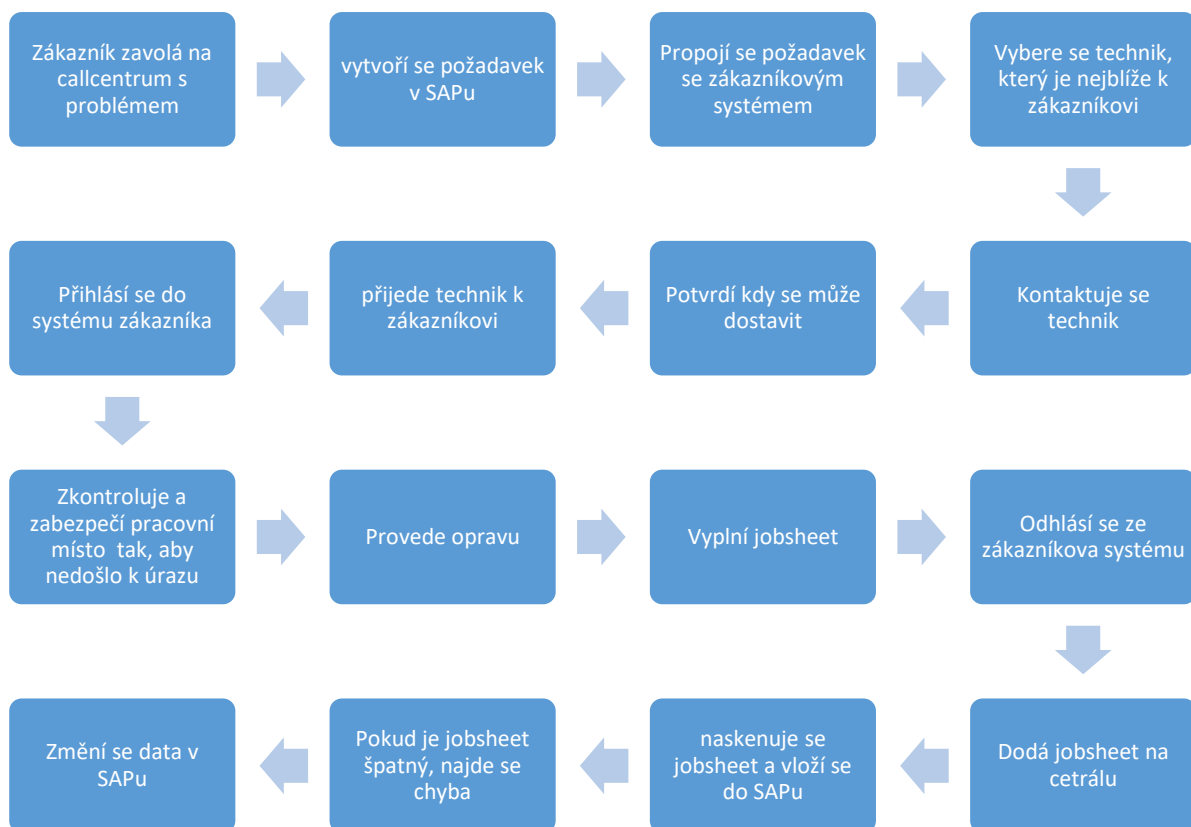 Zákazník zavolá na
callcentrum s
problémem
vytvoří se požadavek
v SAPu
Propojí se požadavek
se zákazníkovým
systémem
Vybere se technik,
který je nejblíže k
zákazníkovi
Kontaktuje se
technik
Potvrdí kdy se může
dostavit
přijede technik k
zákazníkovi
Přihlásí se do
systému zákazníka
Zkontroluje a
zabezpečí pracovní
místo tak, aby
nedošlo k úrazu
Provede opravu
Vyplní jobsheet
Odhlásí se ze
zákazníkova systému
Dodá jobsheet na
cetrálu
naskenuje se
jobsheet a vloží se
do SAPu
Pokud je jobsheet
špatný, najde se
chyba
Změní se data v
SAPu